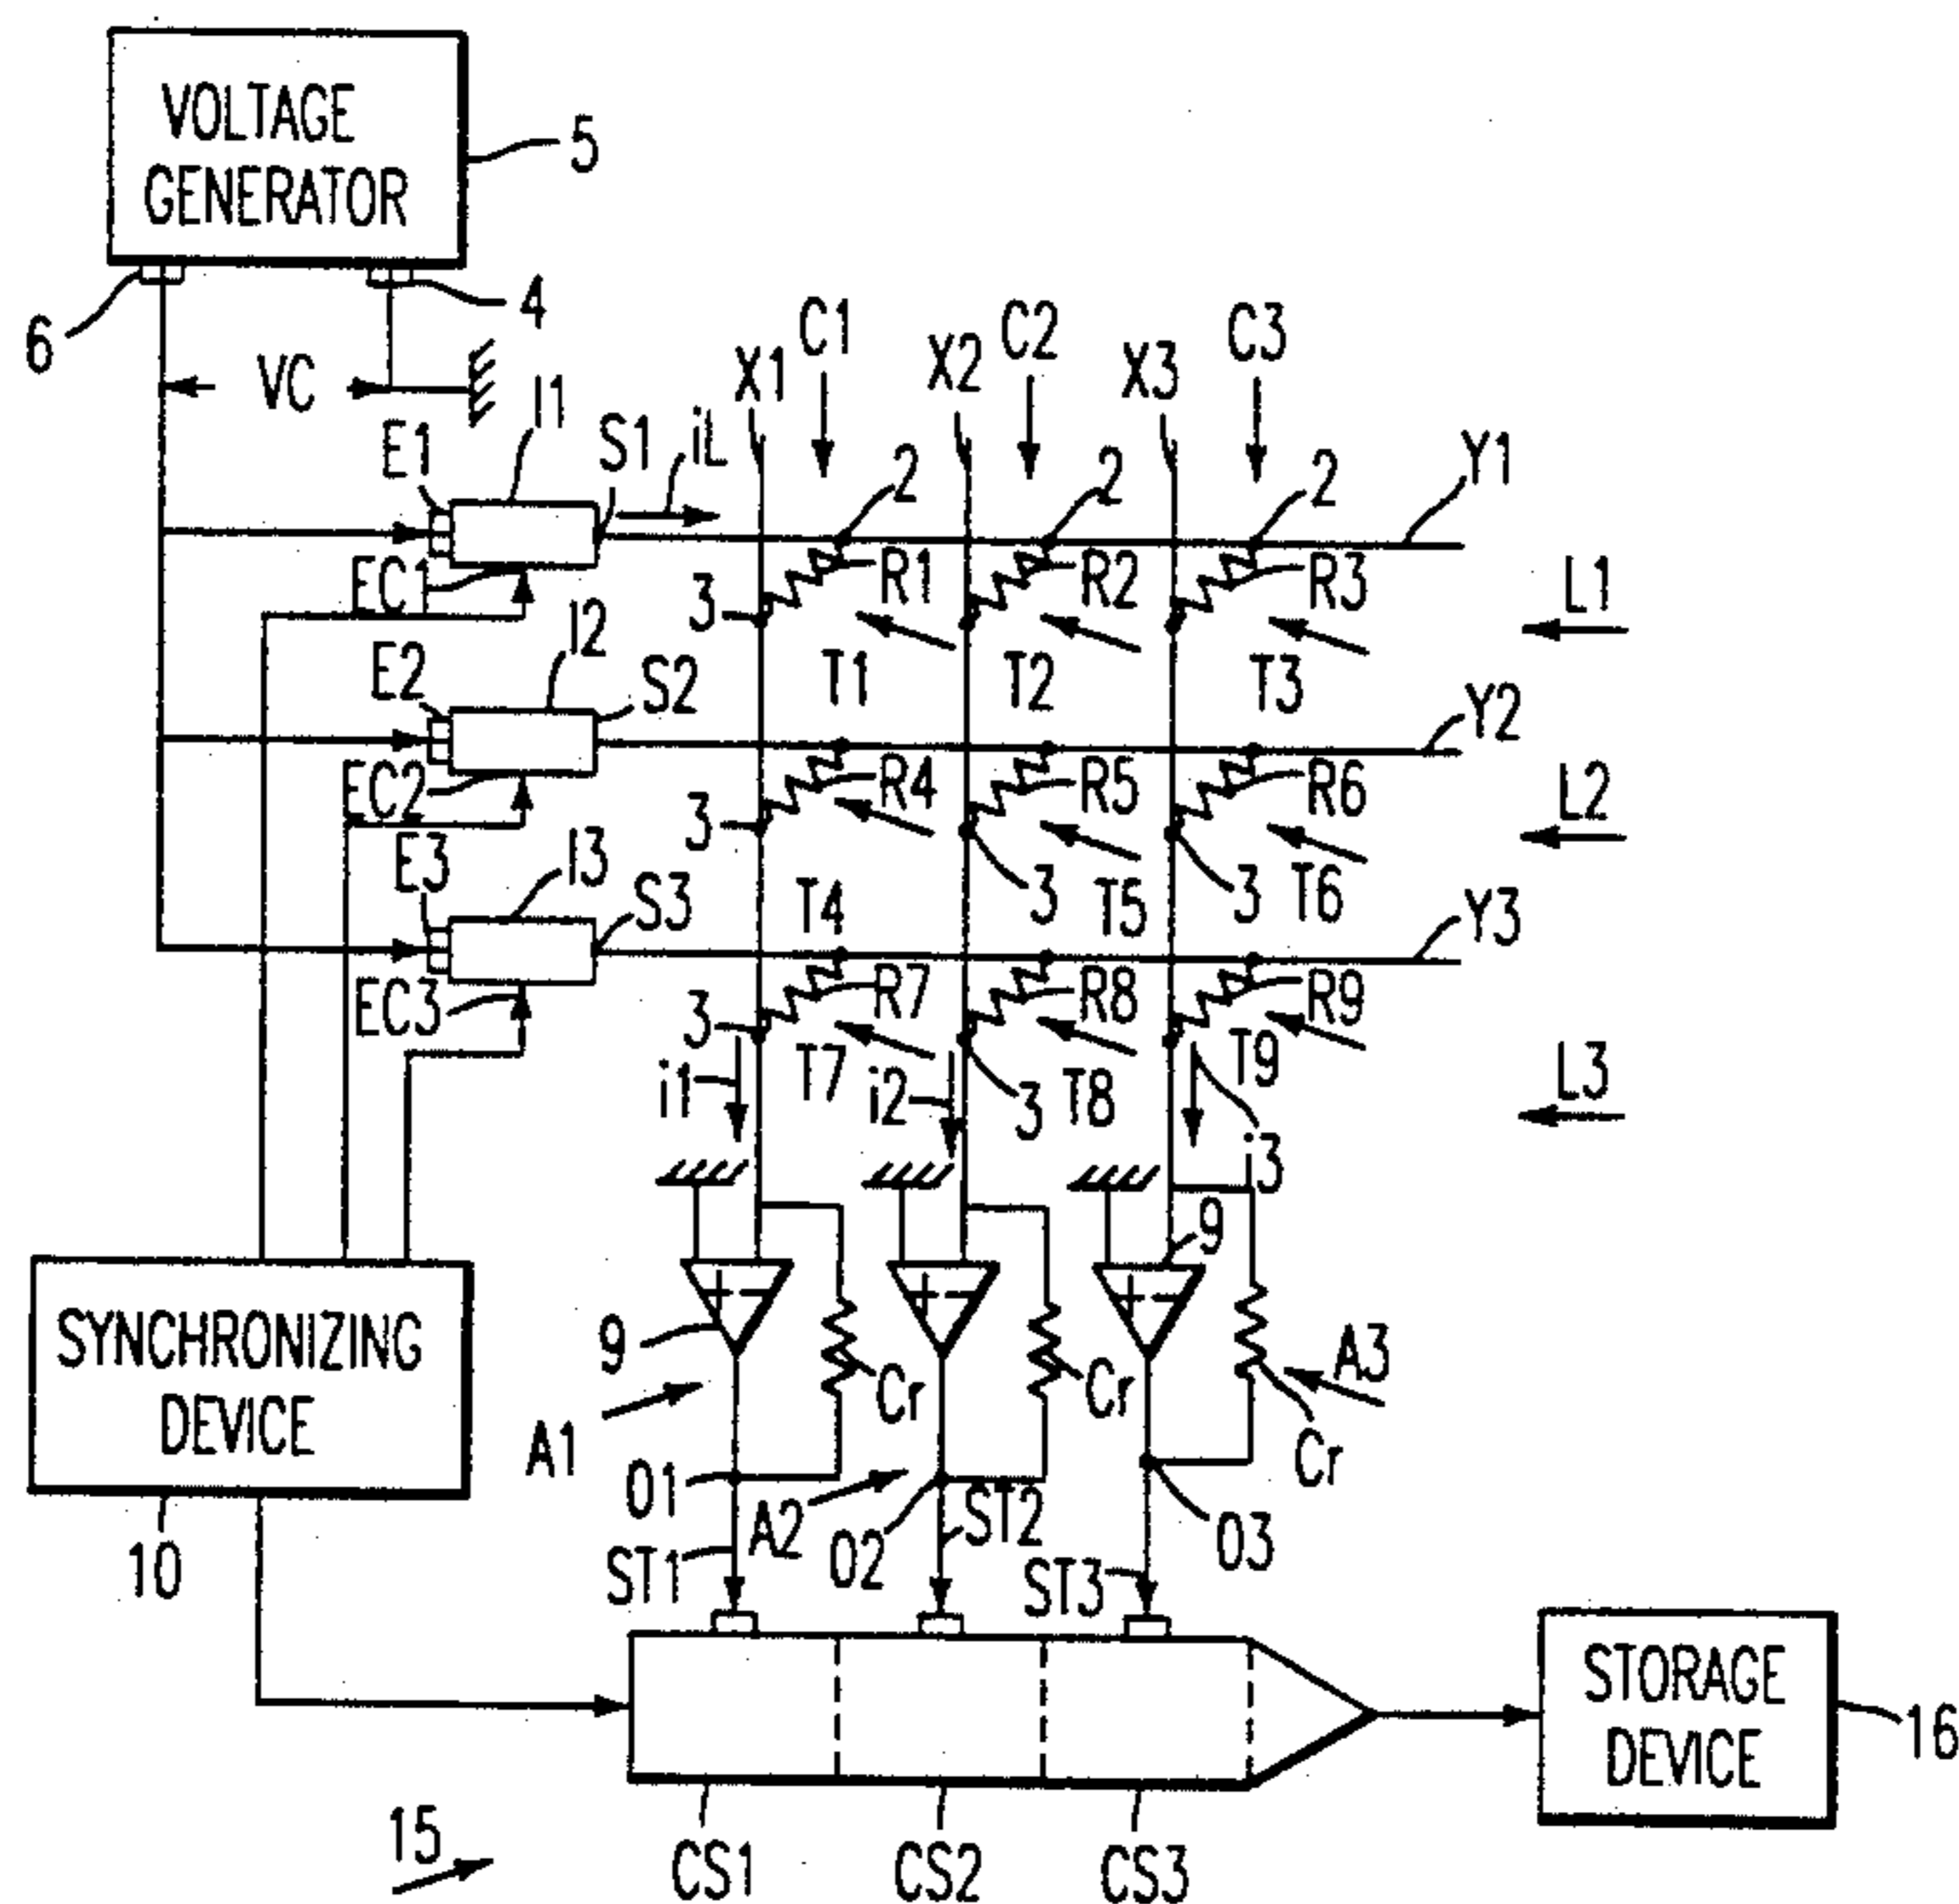 VOLTAGE
GENERATOR
5
6
4
VC
C1
C2
C3
X1
X2
X3
E1
I1
S1
iL
2
2
2
Y1
EC1
R1
R2
R3
L1
3
E2
I2
S2
T1
T2
T3
Y2
EC2
R4
R5
R6
L2
3
E3
I3
S3
3
3
T4
T5
T6
Y3
EC3
R7
R8
R9
3
i1
T7
i2
3
T8
T9
i3
L3
9
SYNCHRONIZING
DEVICE
10
9
Cr
Cr
Cr
A1
A2
A3
O1
O2
O3
ST1
ST2
ST3
STORAGE
DEVICE
16
15
CS1
CS2
CS3